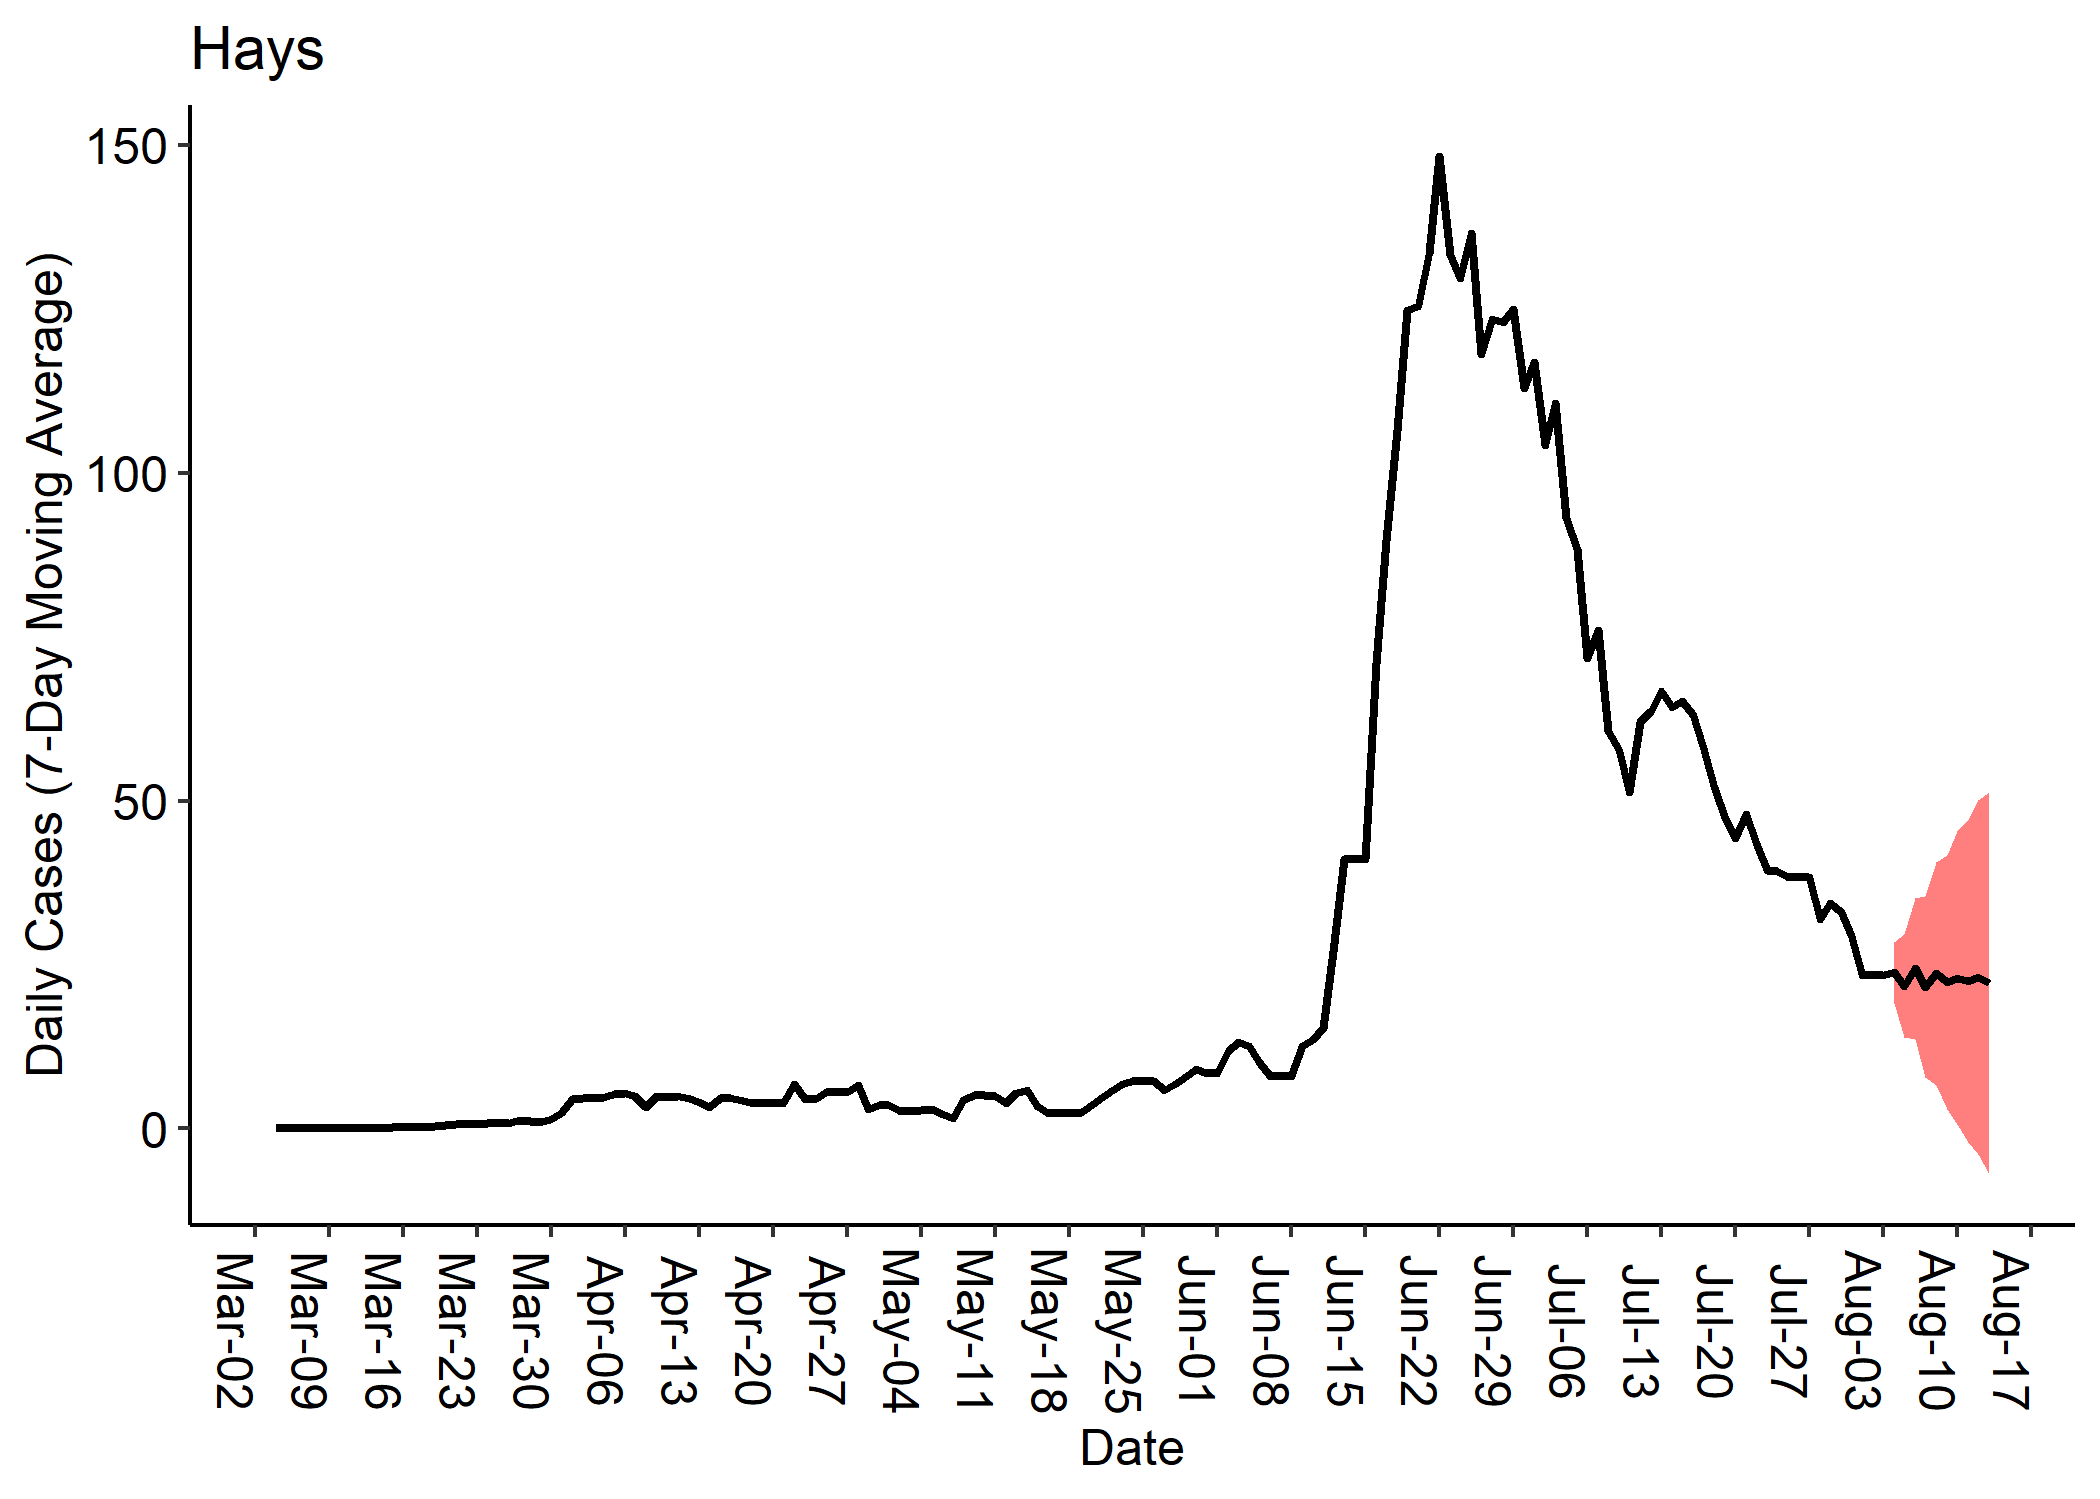 Hays
Daily Cases (7-Day Moving Average)
150
100
50
0
Mar-02
Mar-09
Mar-16
Mar-23
Mar-30
Apr-06
Apr-13
Apr-20
Apr-27
May-04
May-11
May-18
May-25
Jun-01
Jun-08
Jun-15
Jun-22
Jun-29
Jul-06
Jul-13
Jul-20
Jul-27
Aug-03
Aug-10
Aug-17
Date